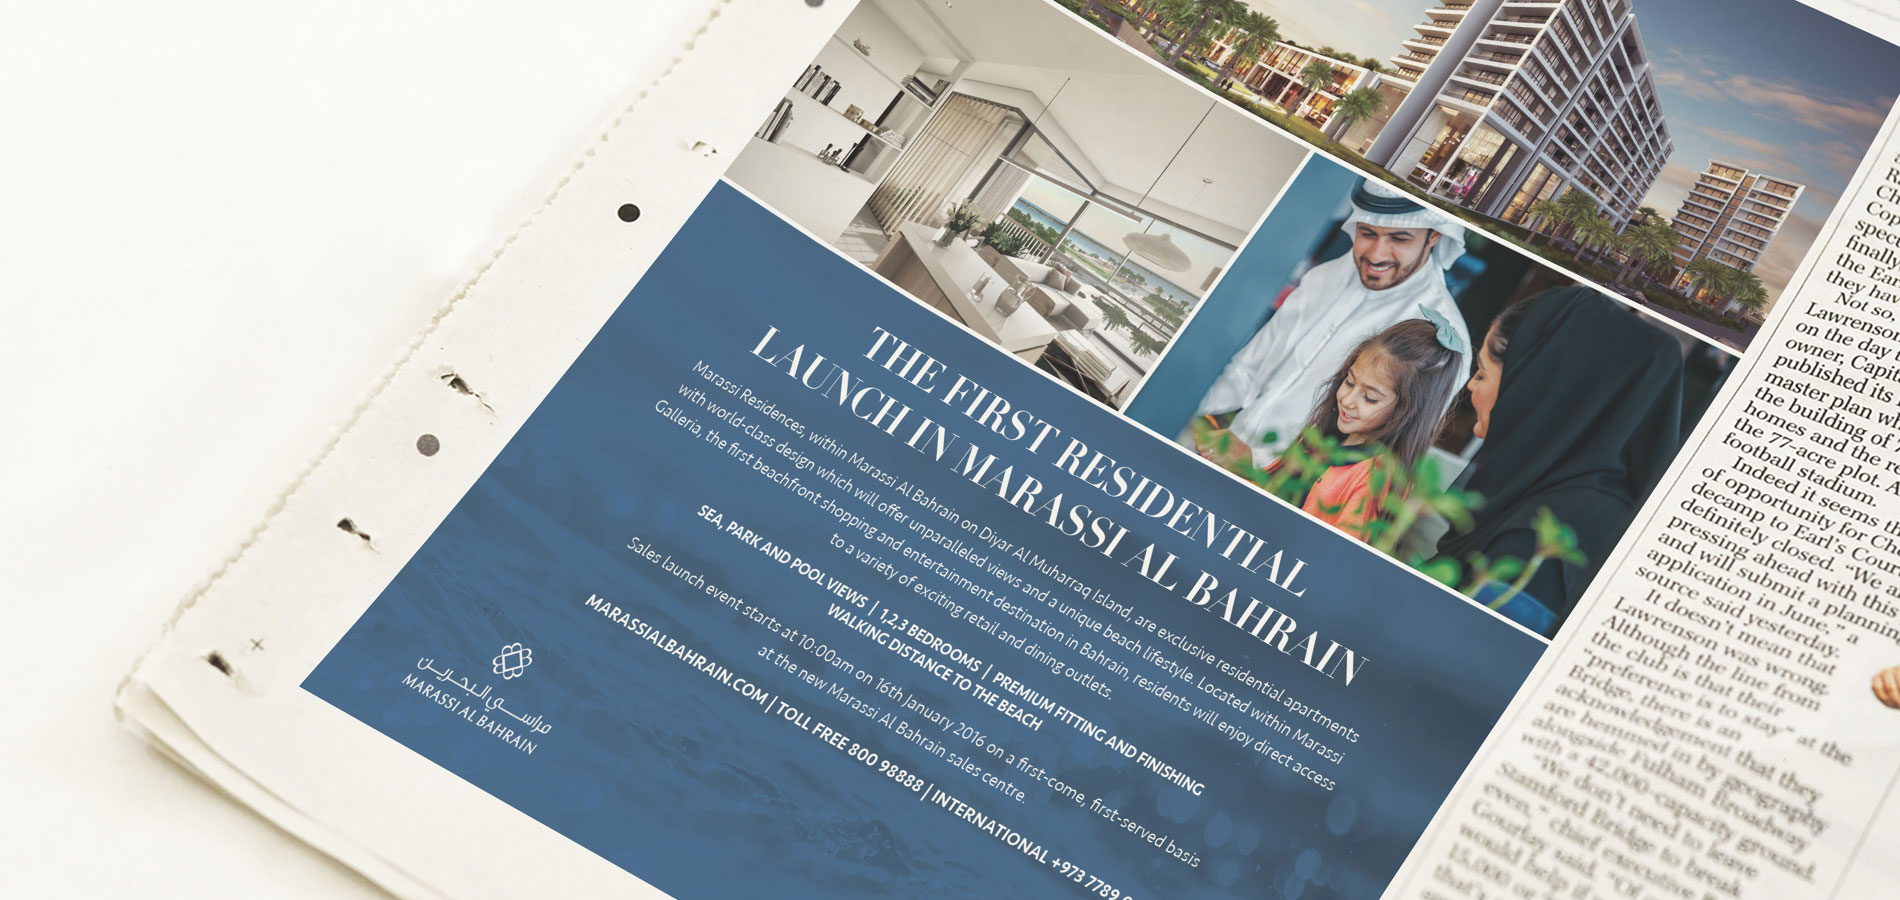 THE FIRST RESIDENTIAL
LAUNCH IN MARASSI AL BAHRAIN
Marassi Residences, within Marassi Al Bahrain on Diyar Al Muharraq Island, are exclusive residential apartments
with world-class design which will offer unparalleled views and a unique beach lifestyle. Located within Marassi
Galleria, the first beachfront shopping and entertainment destination in Bahrain, residents will enjoy direct access
to a variety of exciting retail and dining outlets.
SEA, PARK AND POOL VIEWS | 1,2,3 BEDROOMS | PREMIUM FITTING AND FINISHING
WALKING DISTANCE TO THE BEACH
Sales launch event starts at 10:00am on 16th January 2016 on a first-come, first-served basis
at the new Marassi Al Bahrain sales centre.
MARASSIALBAHRAIN.COM | TOLL FREE 800 98888 | INTERNATIONAL +973 7789
مراسي البحرين
MARASSI AL BAHRAIN
finally
the Ear
they hav
Not so,
Lawrenson
on the day
owner, Capit
published its
master plan wh
the building of
homes and the re
the 77-acre plot. A
football stadium.
Indeed it seems th
of opportunity for Che
decamp to Earl's Cour
definitely closed. "We a
pressing ahead with this
and will submit a planning
application in June," a
source said yesterday.
It doesn't mean that
Lawrenson was wrong.
Although the line from
the club is that their
"preference is to stay" at the
Bridge, there is an
acknowledgement that they
are hemmed in by geography
alongside Fulham Broadway
with a 42,000-capacity ground.
"We don't need to leave
Stamford Bridge to break
even," chief executive
Gourlay said. "Of
would help if